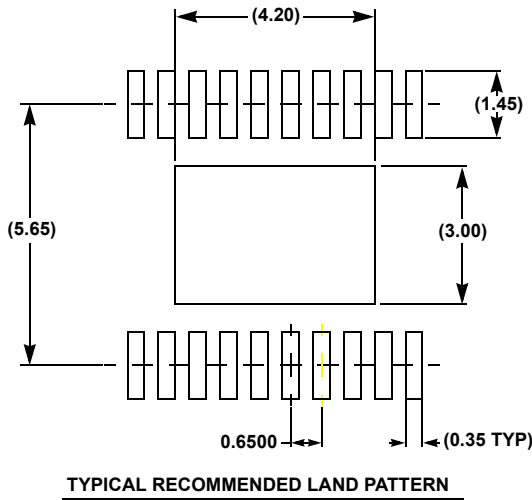 (4.20)
(1.45)
(5.65)
(3.00)
0.6500
(0.35 TYP)
TYPICAL RECOMMENDED LAND PATTERN